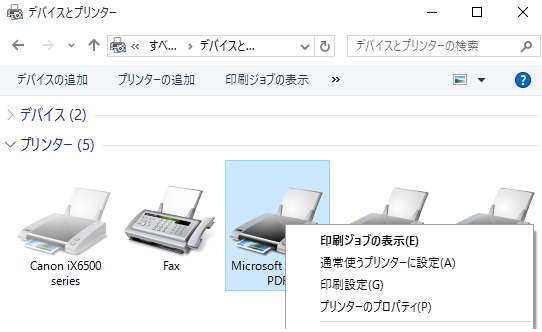 デバイスとプリンター
« すべ... › デバイスと...
デバイスとプリンターの検索
デバイスの追加 プリンターの追加 印刷ジョブの表示 »
デバイス (2)
プリンター (5)
Canon iX6500
series
Fax
Microsoft
PDF
印刷ジョブの表示(E)
通常使うプリンターに設定(A)
印刷設定(G)
プリンターのプロパティ(P)